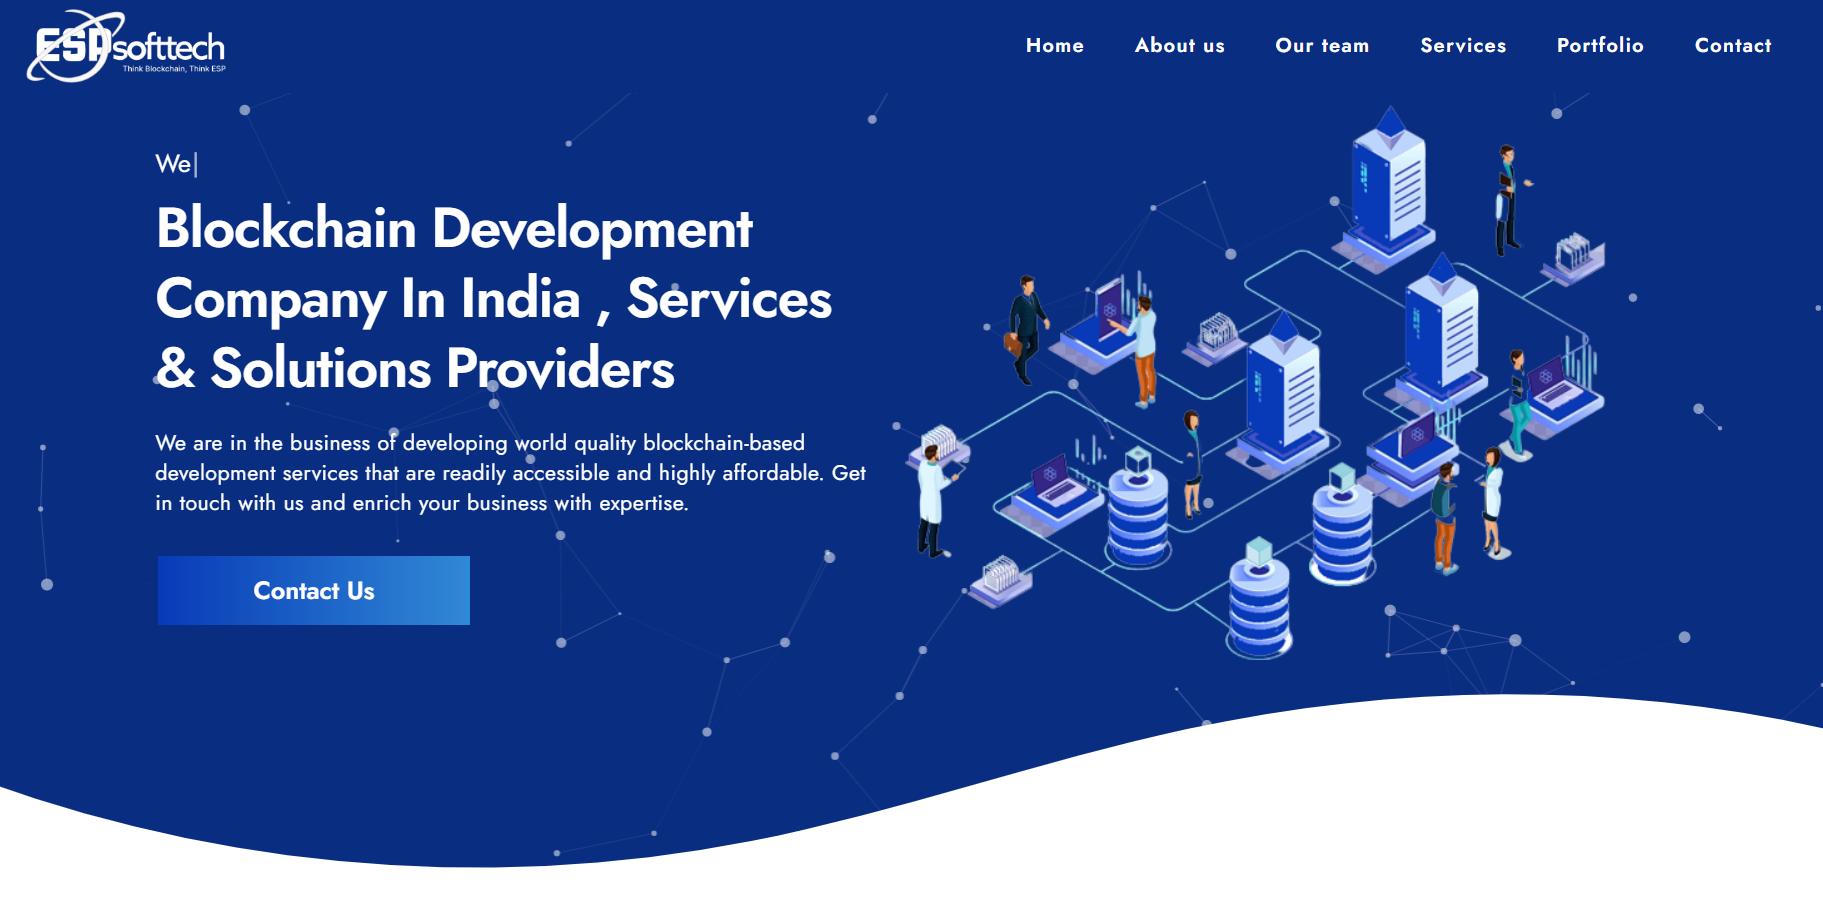 ESPsofttech
Think Blockchain, Think ESP
Home About us Our team Services Portfolio Contact
We|
Blockchain Development
Company In India , Services
& Solutions Providers
We are in the business of developing world quality blockchain-based
development services that are readily accessible and highly affordable. Get
in touch with us and enrich your business with expertise.
Contact Us